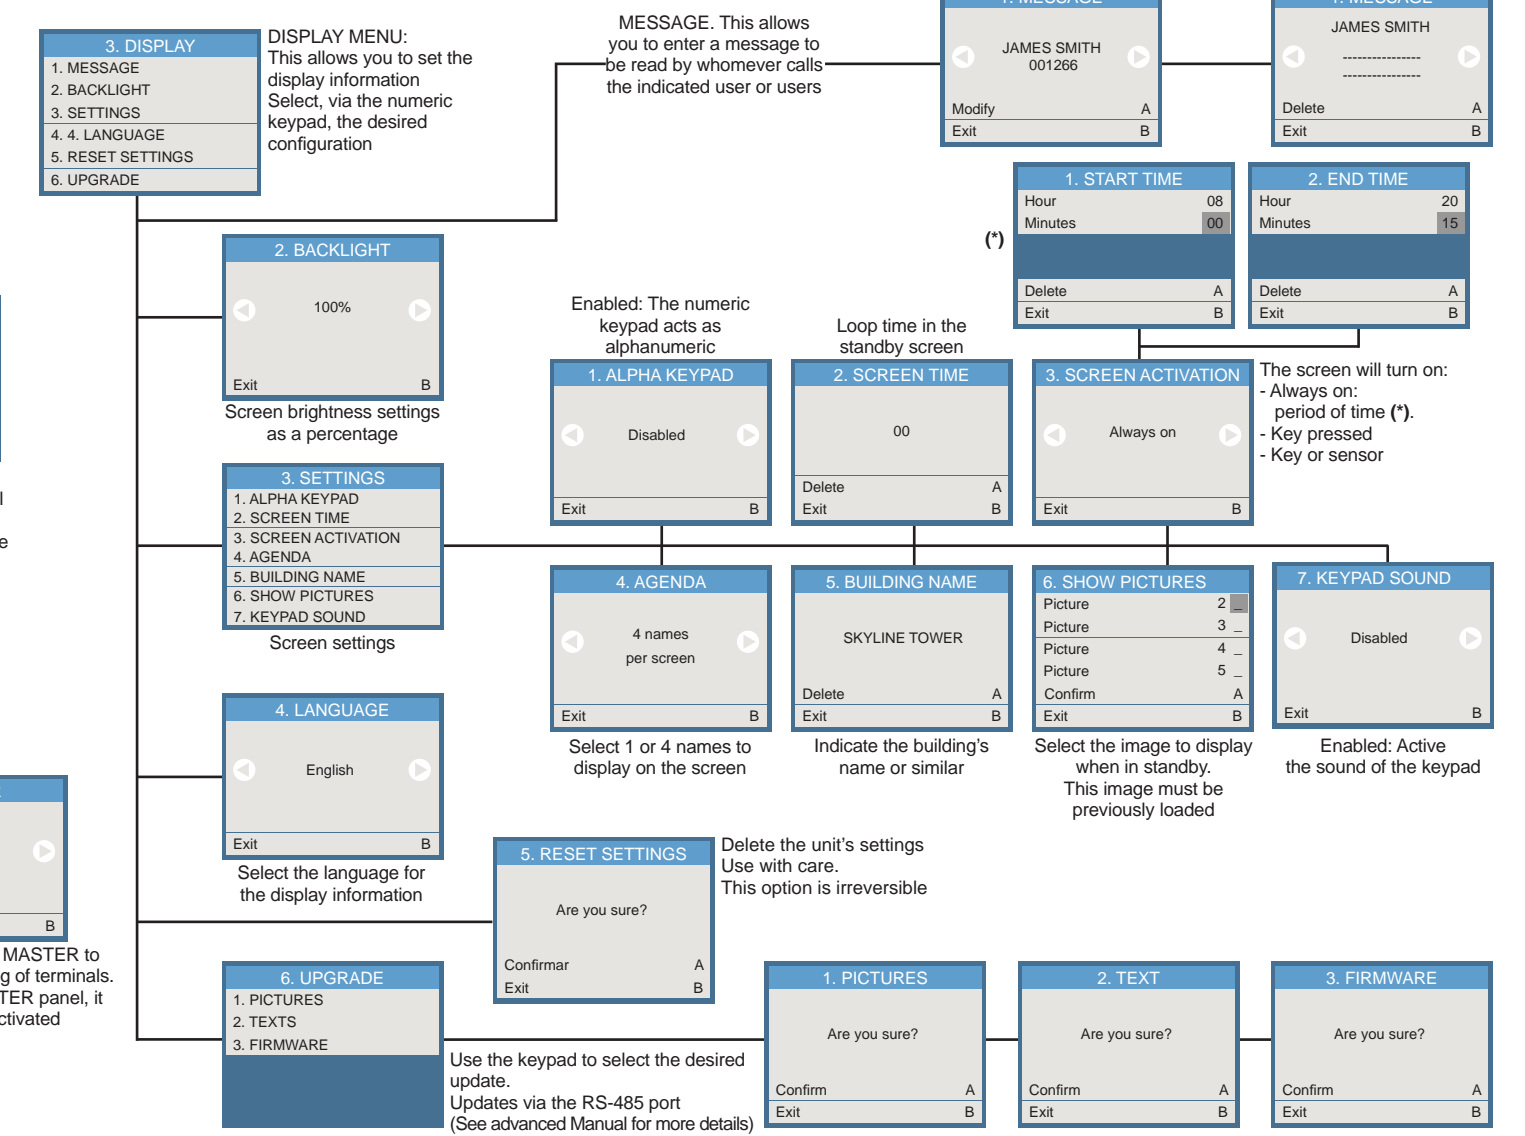 3. DISPLAY
1. MESSAGE
2. BACKLIGHT
3. SETTINGS
4. 4. LANGUAGE
5. RESET SETTINGS
6. UPGRADE
DISPLAY MENU:
This allows you to set the
display information
Select, via the numeric
keypad, the desired
configuration
MESSAGE. This allows
you to enter a message to
be read by whomever calls
the indicated user or users
1. MESSAGE
JAMES SMITH
001266
Modify A
Exit B
1. MESSAGE
JAMES SMITH
----------------
----------------
Delete A
Exit B
(*)
1. START TIME
Hour 08
Minutes 00
Delete A
Exit B
2. END TIME
Hour 20
Minutes 15
Delete A
Exit B
2. BACKLIGHT
100%
Exit B
Screen brightness settings
as a percentage
Enabled: The numeric
keypad acts as
alphanumeric
1. ALPHA KEYPAD
Disabled
Exit B
Loop time in the
standby screen
2. SCREEN TIME
00
Delete A
Exit B
3. SCREEN ACTIVATION
Always on
Exit B
The screen will turn on:
- Always on:
period of time (*).
- Key pressed
- Key or sensor
3. SETTINGS
1. ALPHA KEYPAD
2. SCREEN TIME
3. SCREEN ACTIVATION
4. AGENDA
5. BUILDING NAME
6. SHOW PICTURES
7. KEYPAD SOUND
Screen settings
4. AGENDA
4 names
per screen
Exit B
Select 1 or 4 names to
display on the screen
5. BUILDING NAME
SKYLINE TOWER
Delete A
Exit B
Indicate the building's
name or similar
6. SHOW PICTURES
Picture 2 _
Picture 3 _
Picture 4 _
Picture 5 _
Confirm A
Exit B
Select the image to display
when in standby.
This image must be
previously loaded
7. KEYPAD SOUND
Disabled
Exit B
Enabled: Active
the sound of the keypad
4. LANGUAGE
English
Exit B
Select the language for
the display information
B
MASTER to
g of terminals.
TER panel, it
ctivated
5. RESET SETTINGS
Are you sure?
Confirmar A
Exit B
Delete the unit's settings
Use with care.
This option is irreversible
6. UPGRADE
1. PICTURES
2. TEXTS
3. FIRMWARE
Use the keypad to select the desired
update.
Updates via the RS-485 port
(See advanced Manual for more details)
1. PICTURES
Are you sure?
Confirm A
Exit B
2. TEXT
Are you sure?
Confirm A
Exit B
3. FIRMWARE
Are you sure?
Confirm A
Exit B